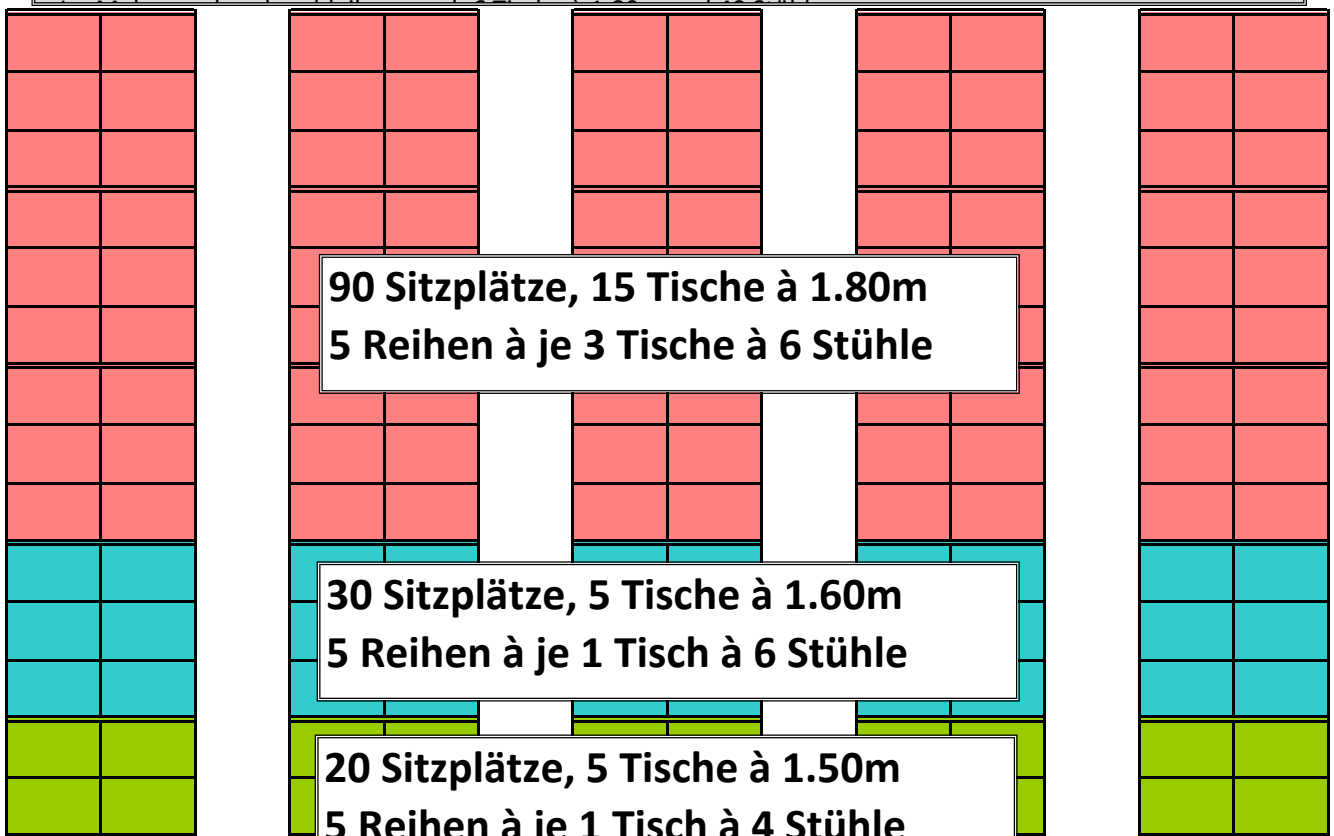 90 Sitzplätze, 15 Tische à 1.80m
5 Reihen à je 3 Tische à 6 Stühle
30 Sitzplätze, 5 Tische à 1.60m
5 Reihen à je 1 Tisch à 6 Stühle
20 Sitzplätze, 5 Tische à 1.50m
5 Reihen à je 1 Tisch à 4 Stühle